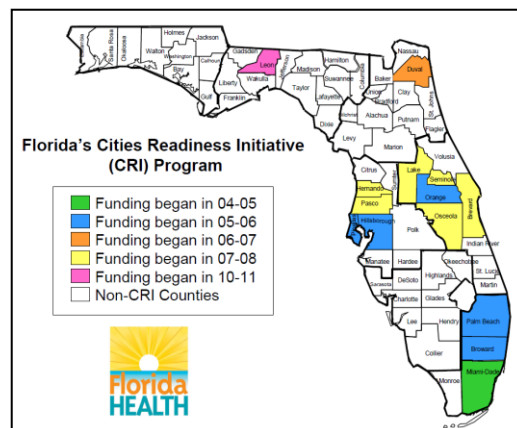 Holmes
Jackson
Santa Rosa
Okaloosa
Walton
Washington
Bay
Calhoun
Gulf
Gadsden
Liberty
Franklin
Leon
Wakulla
Jefferson
Madison
Taylor
Hamilton
Suwannee
Lafayette
Dixie
Columbia
Baker
Union
Bradford
Alachua
Levy
Nassau
Duval
Clay
St. Johns
Putnam
Flagler
Marion
Volusia
Citrus
Sumter
Lake
Seminole
Orange
Hernando
Pasco
Hillsborough
Polk
Osceola
Brevard
Indian River
Manatee
Hardee
Highlands
Okeechobee
St. Lucie
Martin
Sarasota
DeSoto
Charlotte
Glades
Lee
Hendry
Palm Beach
Collier
Broward
Monroe
Miami-Dade
Florida's Cities Readiness Initiative
(CRI) Program
Funding began in 04-05
Funding began in 05-06
Funding began in 06-07
Funding began in 07-08
Funding began in 10-11
Non-CRI Counties
Florida
HEALTH